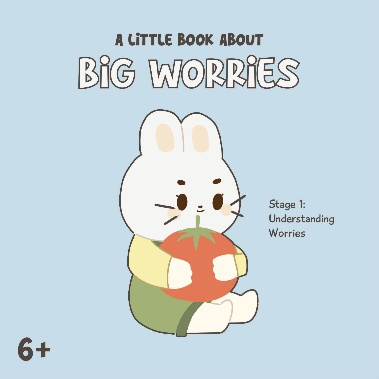 A LiTTLE BOOK ABOUT
BiG WORRiES
Stage 1:
Understanding
Worries
6+